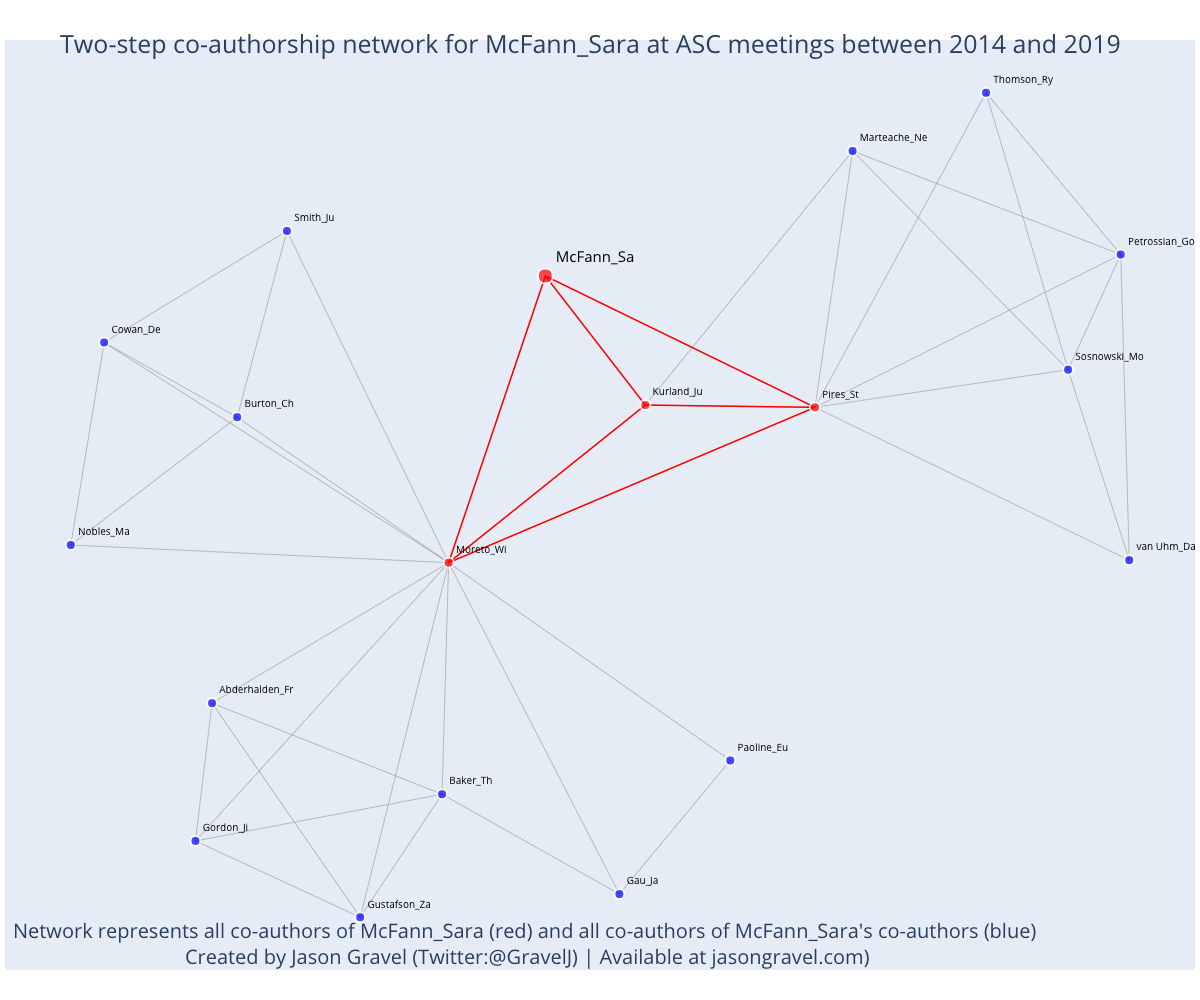 Two-step co-authorship network for McFann_Sara at ASC meetings between 2014 and 2019
Thomson_Ry
Marteache_Ne
Smith_Ju
Petrossian_Go
McFann_Sa
Cowan_De
Sosnowski_Mo
Kurland_Ju
Pires_St
Burton_Ch
Nobles_Ma
Moreto_Wi
van Uhm_Da
Abderhalden_Fr
Paoline_Eu
Baker_Th
Gordon_Ji
Gau_Ja
Gustafson_Za
Network represents all co-authors of McFann_Sara (red) and all co-authors of McFann_Sara's co-authors (blue)
Created by Jason Gravel (Twitter:@GravelJ) | Available at jasongravel.com)